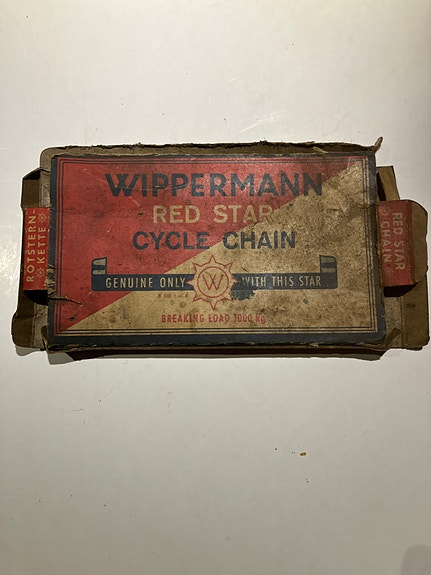 WIPPERMANN
RED STAR
CYCLE CHAIN
GENUINE ONLY W WITH THIS STAR
BREAKING LOAD 1000 Kg
ROTSTERN-
KETTE
RED STAR
CHAIN